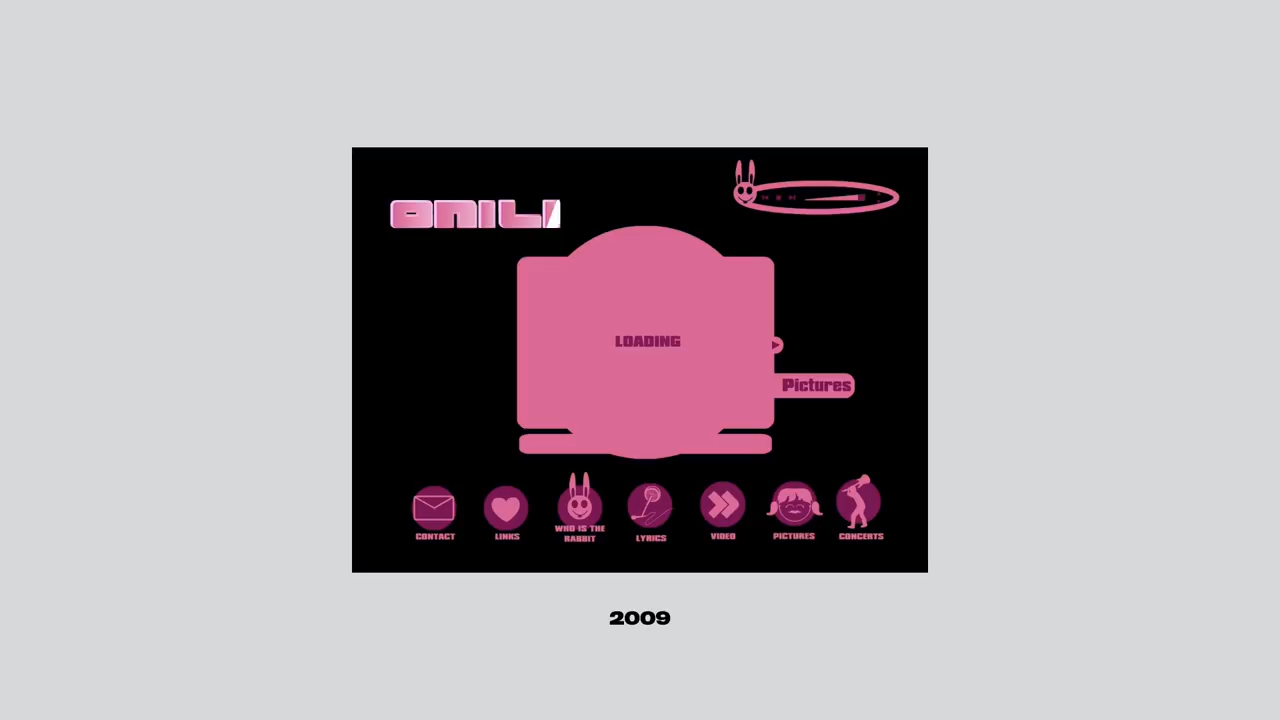 ONILI
LOADING
Pictures
CONTACT
LINKS
WHO IS THE
RABBIT
LYRICS
VIDEO
PICTURES
CONCERTS
2009